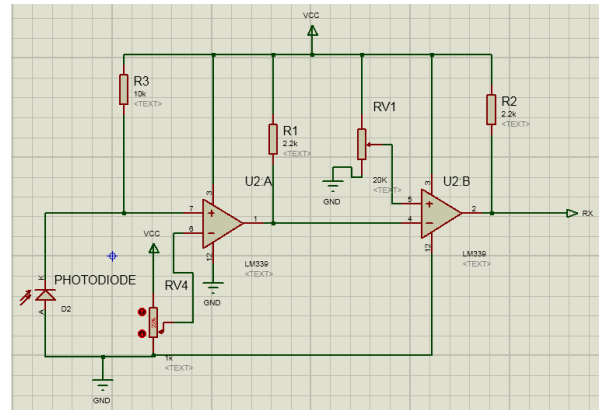 VCC
R3
10k
<TEXT>
R1
2.2k
<TEXT>
RV1
20K
<TEXT>
R2
2.2k
<TEXT>
GND
U2:A
7
6
3
1
12
LM339
GND
U2:B
5
4
3
2
12
LM339
RX
VCC
PHOTODIODE
K
A
D2
RV4
1k
<TEXT>
GND